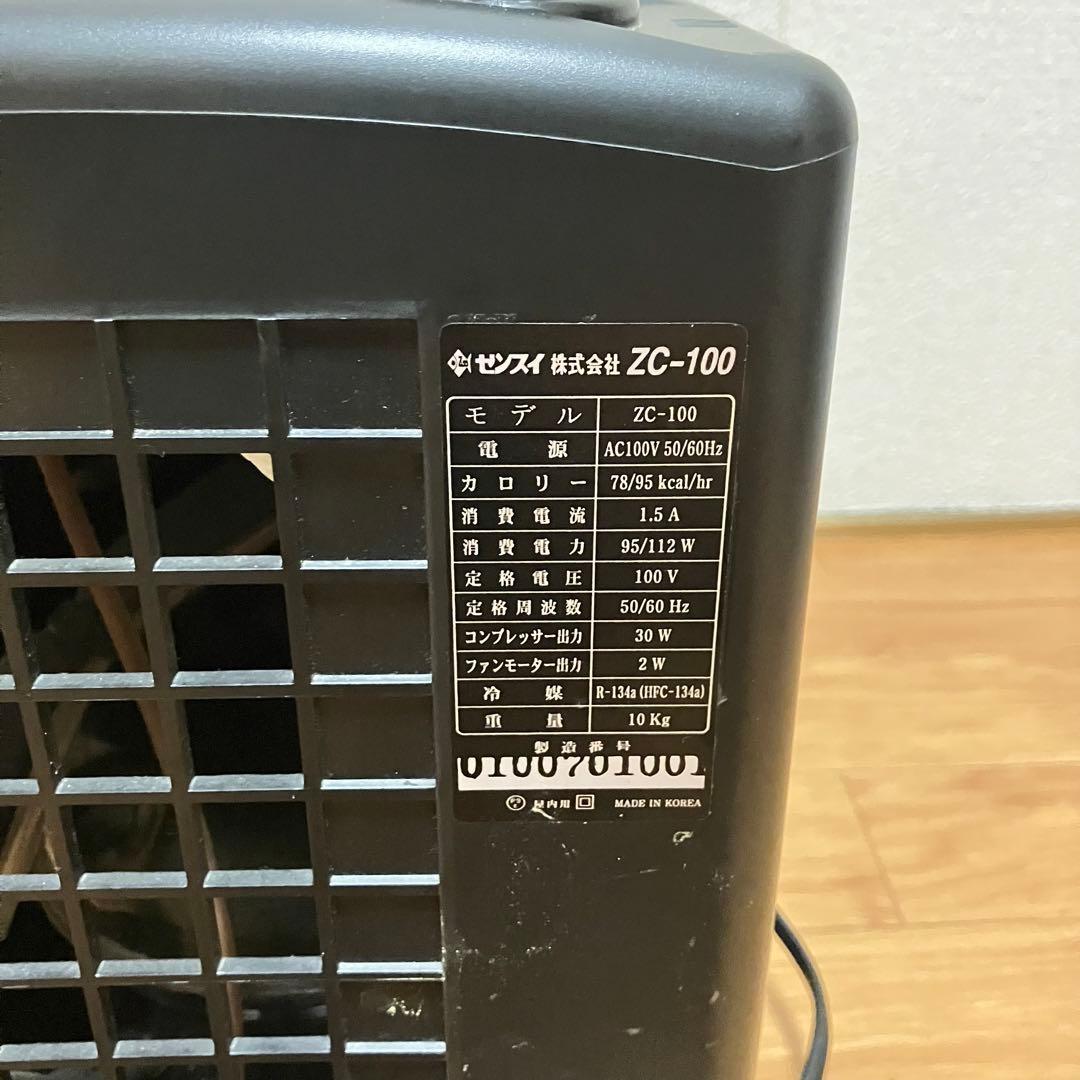 ゼンスイ 株式会社 ZC-100
モデル ZC-100
電源 AC100V 50/60Hz
カロリー 78/95 kcal/hr
消費電流 1.5 A
消費電力 95/112 W
定格電圧 100 V
定格周波数 50/60 Hz
コンプレッサー出力 30 W
ファンモーター出力 2 W
冷媒 R-134a (HFC-134a)
重量 10 Kg
製造番号
屋内用 MADE IN KOREA